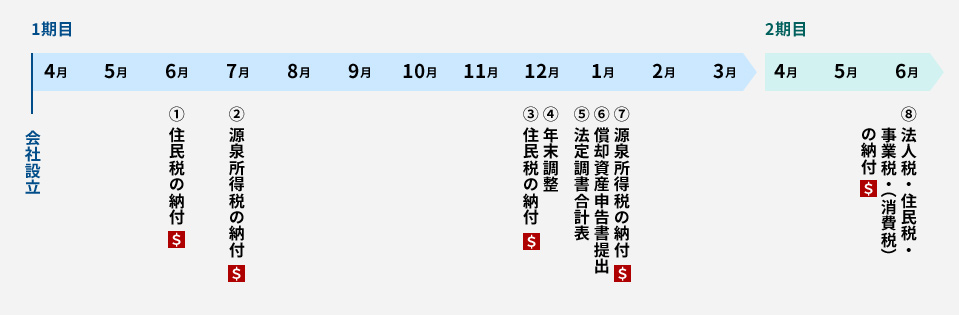 1期目
2期目
4月 5月 6月 7月 8月 9月 10月 11月 12月 1月 2月 3月
4月 5月 6月
会社設立
①住民税の納付
$
②源泉所得税の納付
$
③住民税の納付
$
④年末調整
⑤法定調書合計表
⑥償却資産申告書提出
⑦源泉所得税の納付
$
⑧法人税・住民税・
事業税・（消費税）
の納付
$